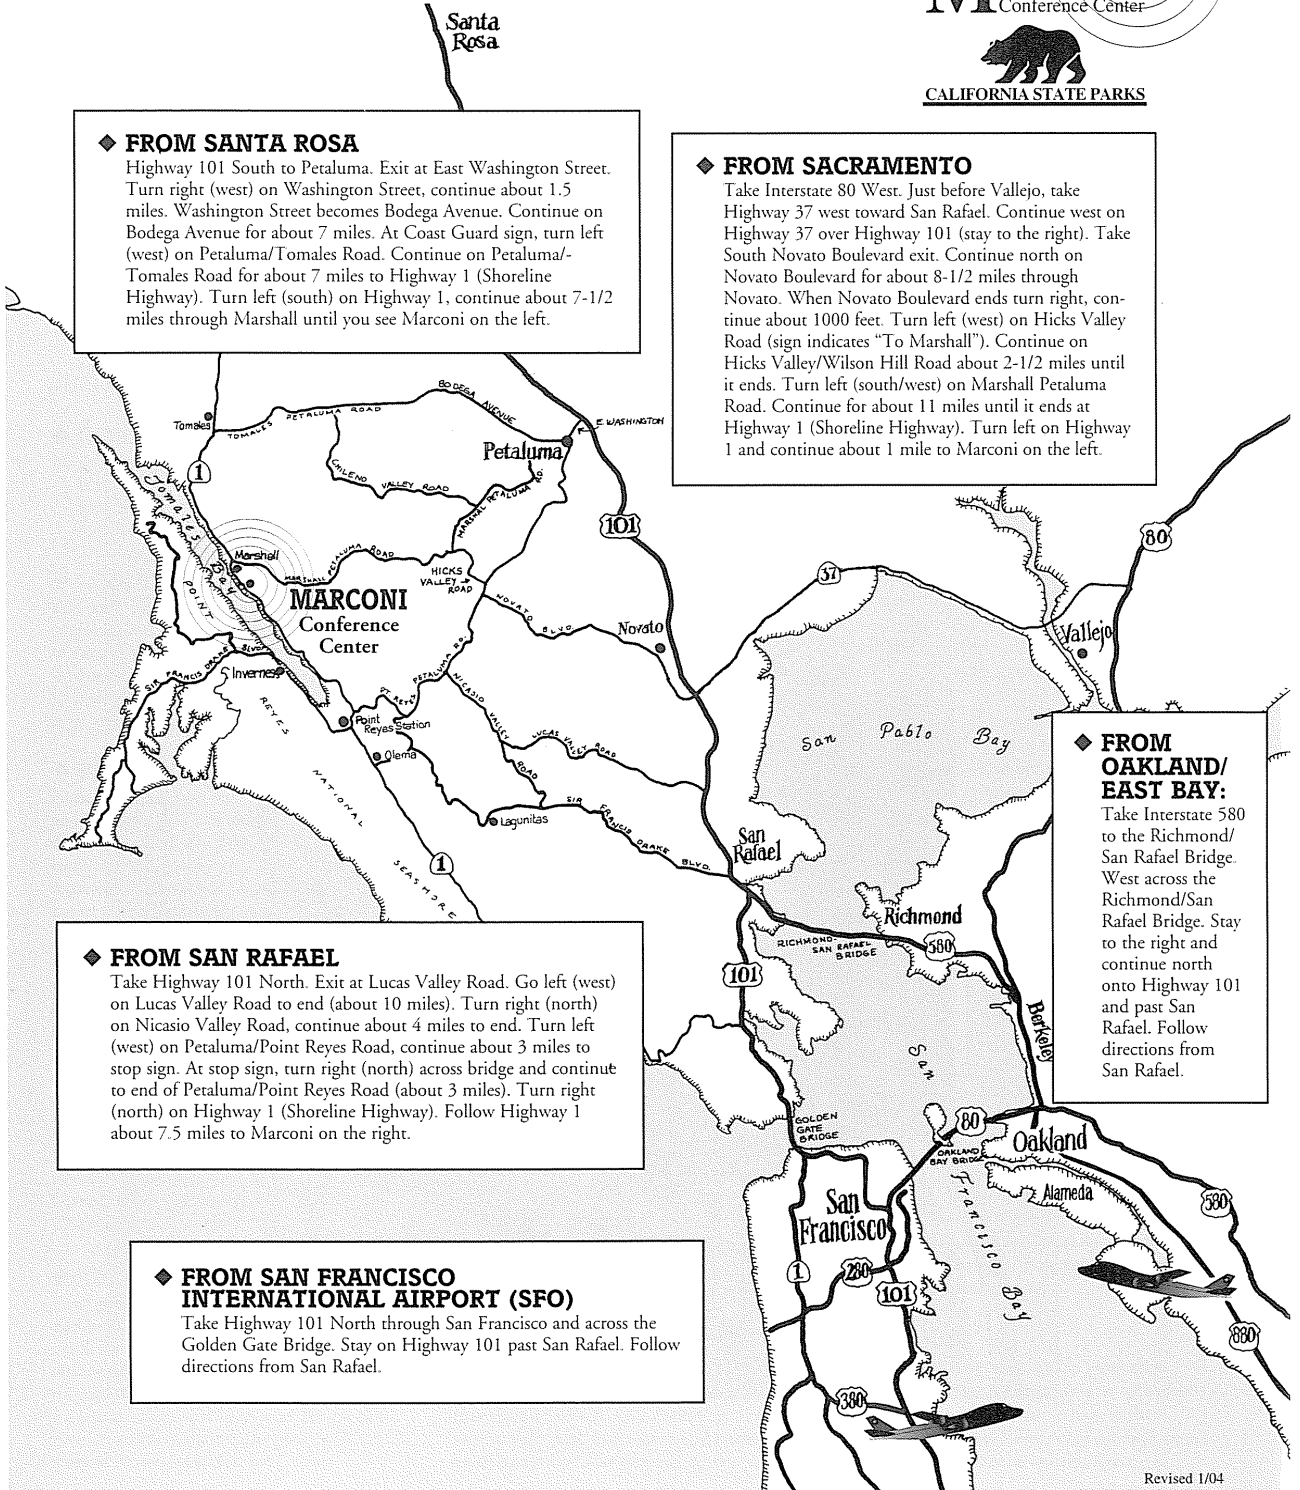 Conference Center
CALIFORNIA STATE PARKS
Santa
Rosa
◆ FROM SANTA ROSA
Highway 101 South to Petaluma. Exit at East Washington Street.
Turn right (west) on Washington Street, continue about 1.5
miles. Washington Street becomes Bodega Avenue. Continue on
Bodega Avenue for about 7 miles. At Coast Guard sign, turn left
(west) on Petaluma/Tomales Road. Continue on Petaluma/-
Tomales Road for about 7 miles to Highway 1 (Shoreline
Highway). Turn left (south) on Highway 1, continue about 7-1/2
miles through Marshall until you see Marconi on the left.
◆ FROM SACRAMENTO
Take Interstate 80 West. Just before Vallejo, take
Highway 37 west toward San Rafael. Continue west on
Highway 37 over Highway 101 (stay to the right). Take
South Novato Boulevard exit. Continue north on
Novato Boulevard for about 8-1/2 miles through
Novato. When Novato Boulevard ends turn right, con-
tinue about 1000 feet. Turn left (west) on Hicks Valley
Road (sign indicates “To Marshall”). Continue on
Hicks Valley/Wilson Hill Road about 2-1/2 miles until
it ends. Turn left (south/west) on Marshall Petaluma
Road. Continue for about 11 miles until it ends at
Highway 1 (Shoreline Highway). Turn left on Highway
1 and continue about 1 mile to Marconi on the left.
BODEGA AVENUE
TOMALES PETALUMA ROAD
Tomales
E. WASHINGTON
Petaluma
1
CHILENO VALLEY ROAD
MARSHAL PETALUMA RD.
101
80
Tomales Bay
Marshall
MARSHALL PETALUMA ROAD
HICKS
VALLEY
ROAD
37
MARCONI
Conference
Center
POINT
NOVATO BLVD.
Novato
Vallejo
SIR FRANCIS DRAKE BLVD.
Inverness
PT. REYES PETALUMA RD.
REYES
NICASIO VALLEY ROAD
Point
Reyes Station
Olema
LUCAS VALLEY ROAD
San Pablo Bay
NATIONAL
Lagunitas
SIR FRANCIS DRAKE BLVD.
San
Rafael
1
SEASHORE
◆ FROM
OAKLAND/
EAST BAY:
Take Interstate 580
to the Richmond/
San Rafael Bridge.
West across the
Richmond/San
Rafael Bridge. Stay
to the right and
continue north
onto Highway 101
and past San
Rafael. Follow
directions from
San Rafael.
Richmond
RICHMOND-
SAN RAFAEL
BRIDGE
580
101
Berkeley
◆ FROM SAN RAFAEL
Take Highway 101 North. Exit at Lucas Valley Road. Go left (west)
on Lucas Valley Road to end (about 10 miles). Turn right (north)
on Nicasio Valley Road, continue about 4 miles to end. Turn left
(west) on Petaluma/Point Reyes Road, continue about 3 miles to
stop sign. At stop sign, turn right (north) across bridge and continue
to end of Petaluma/Point Reyes Road (about 3 miles). Turn right
(north) on Highway 1 (Shoreline Highway). Follow Highway 1
about 7.5 miles to Marconi on the right.
San Francisco Bay
GOLDEN
GATE
BRIDGE
80
OAKLAND
BAY BRIDGE
Oakland
Alameda
580
San
Francisco
1
280
101
880
380
◆ FROM SAN FRANCISCO
INTERNATIONAL AIRPORT (SFO)
Take Highway 101 North through San Francisco and across the
Golden Gate Bridge. Stay on Highway 101 past San Rafael. Follow
directions from San Rafael.
Revised 1/04